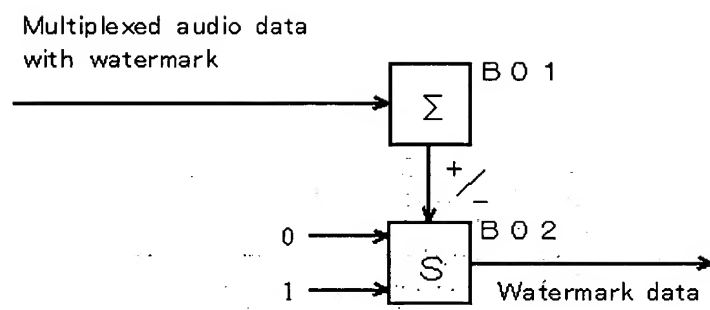 Multiplexed audio data
with watermark
B01
Σ
+/−
0
B02
S
1
Watermark data